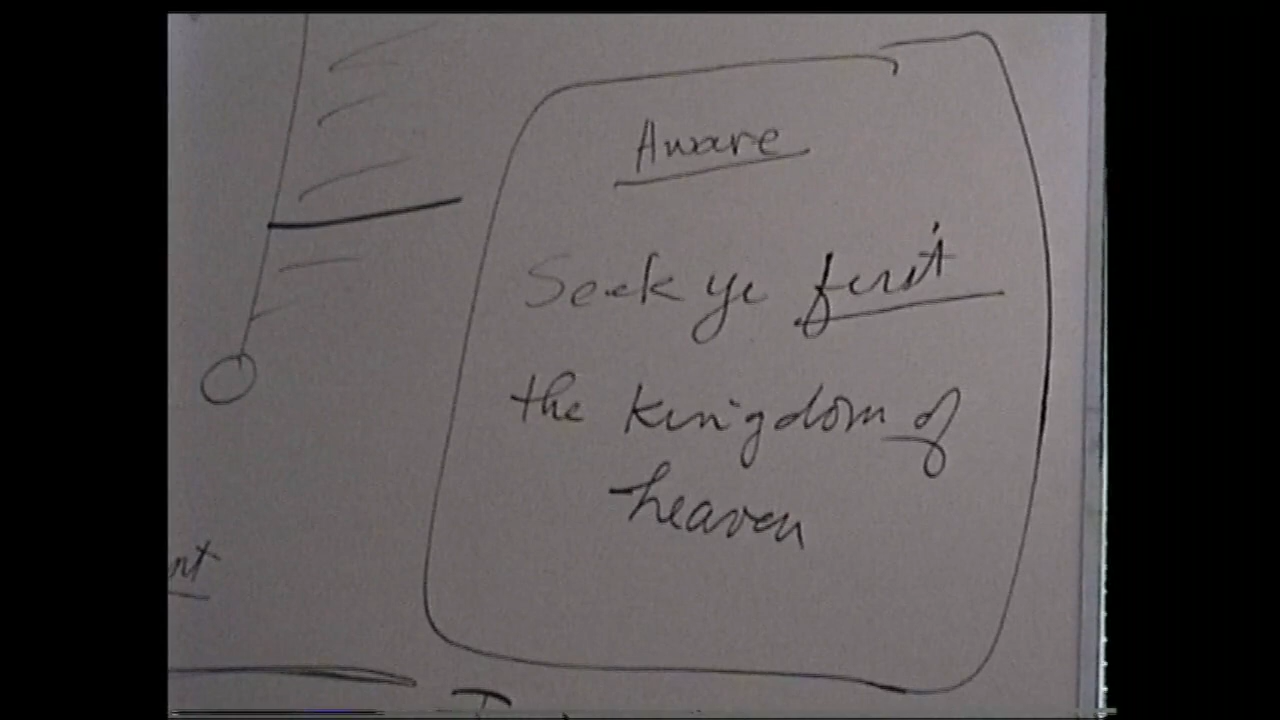 Aware
Seek ye first
the kingdom of
heaven